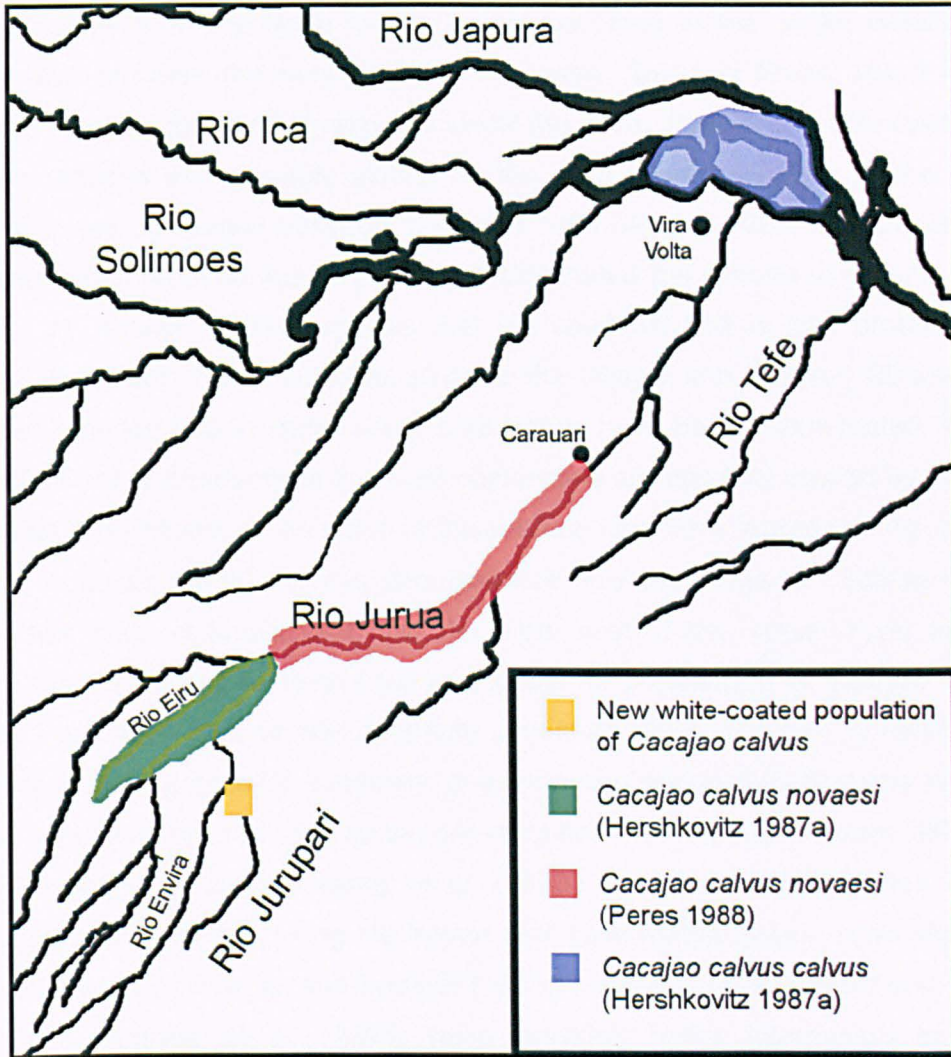 Rio Japura
Rio Ica
Rio
Solimoes
Vira
Volta
Rio Tefe
Carauari
Rio Jurua
Rio Eiru
Rio Envira
Rio Jurupari
New white-coated population
of Cacajao calvus
Cacajao calvus novaesi
(Hershkovitz 1987a)
Cacajao calvus novaesi
(Peres 1988)
Cacajao calvus calvus
(Hershkovitz 1987a)